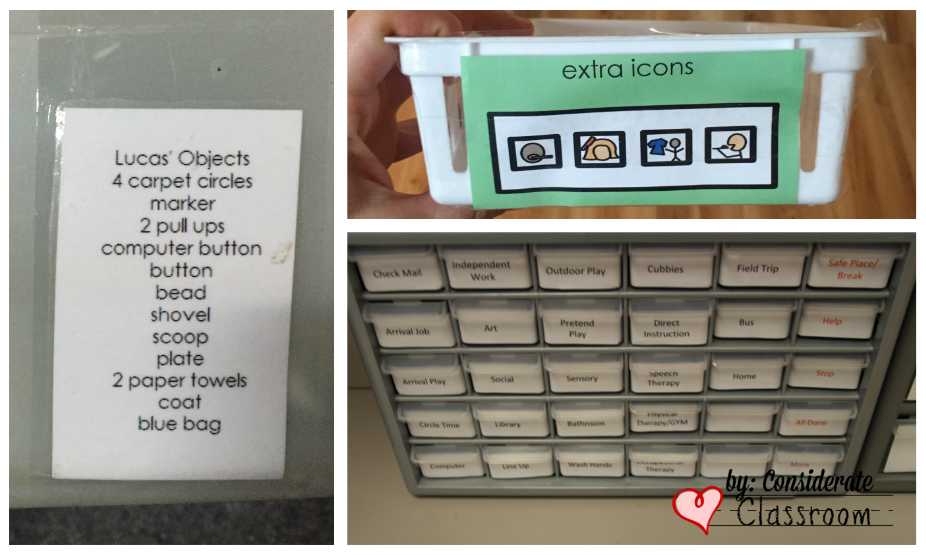 Lucas' Objects
4 carpet circles
marker
2 pull ups
computer button
button
bead
shovel
scoop
plate
2 paper towels
coat
blue bag
extra icons
Check Mail
Independent
Work
Outdoor Play
Cubbies
Field Trip
Safe Place/
Break
Arrival Job
Art
Pretend
Play
Direct
Instruction
Bus
Help
Arrival Play
Social
Sensory
Speech
Therapy
Home
Stop
Circle Time
Library
Bathroom
Physical
Therapy/GYM
All Done
Computer
Line Up
Wash Hands
Occupational
Therapy
More
by: Considerate
Classroom